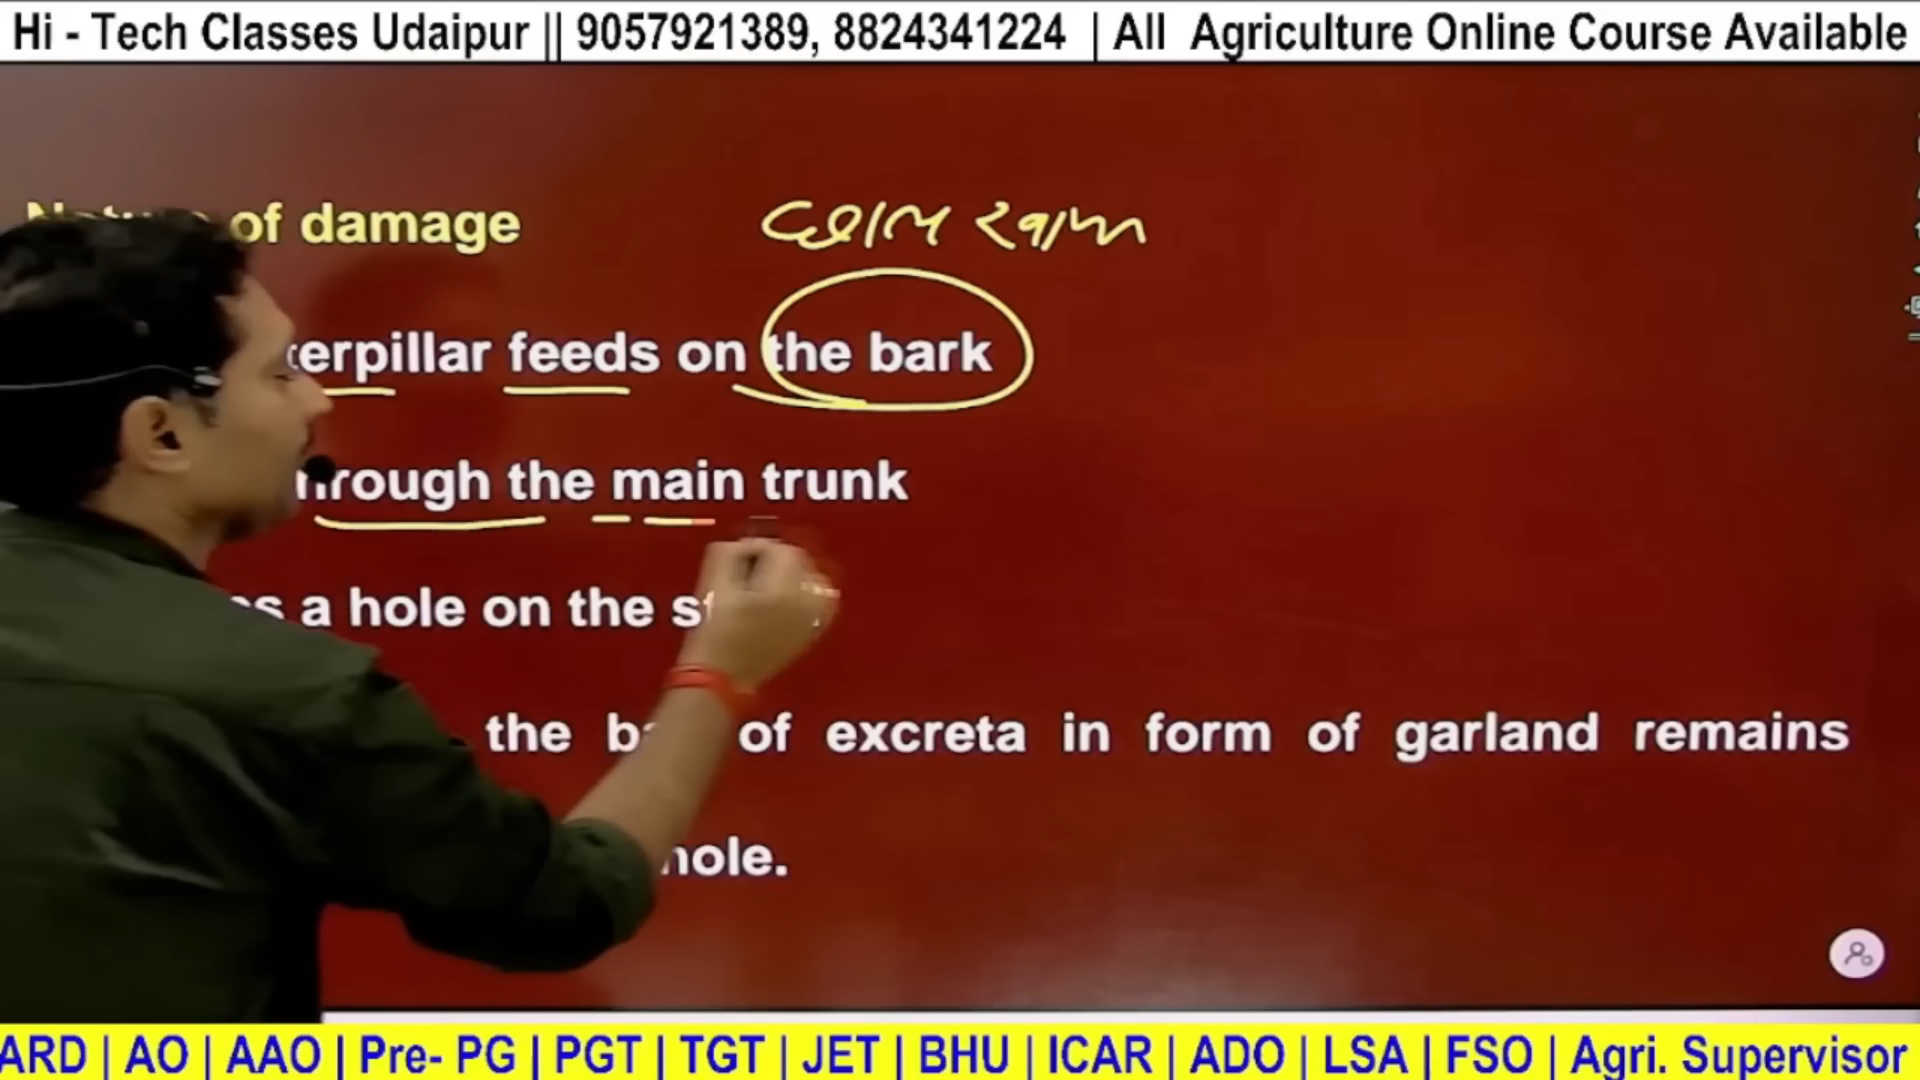 Hi - Tech Classes Udaipur || 9057921389, 8824341224 | All Agriculture Online Course Available
of damage
feeds on the bark
the main trunk
a hole on the
the of excreta in form of garland remains
hole.
ARD | AO | AAO | Pre- PG | PGT | TGT | JET | BHU | ICAR | ADO | LSA | FSO | Agri. Supervisor